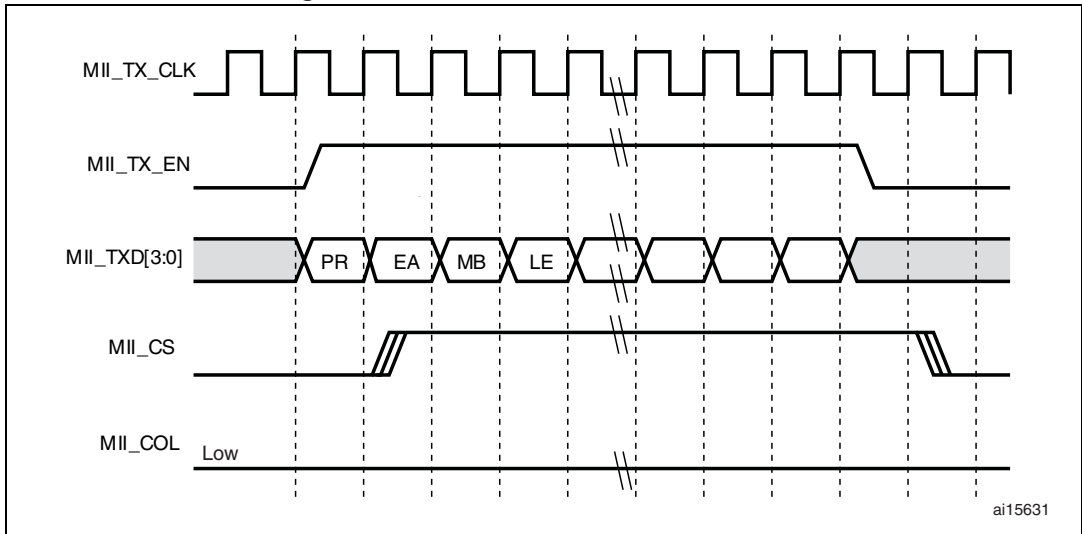 MII_TX_CLK
MII_TX_EN
MII_TXD[3:0]
PR EA MB LE
MII_CS
MII_COL
Low
ai15631